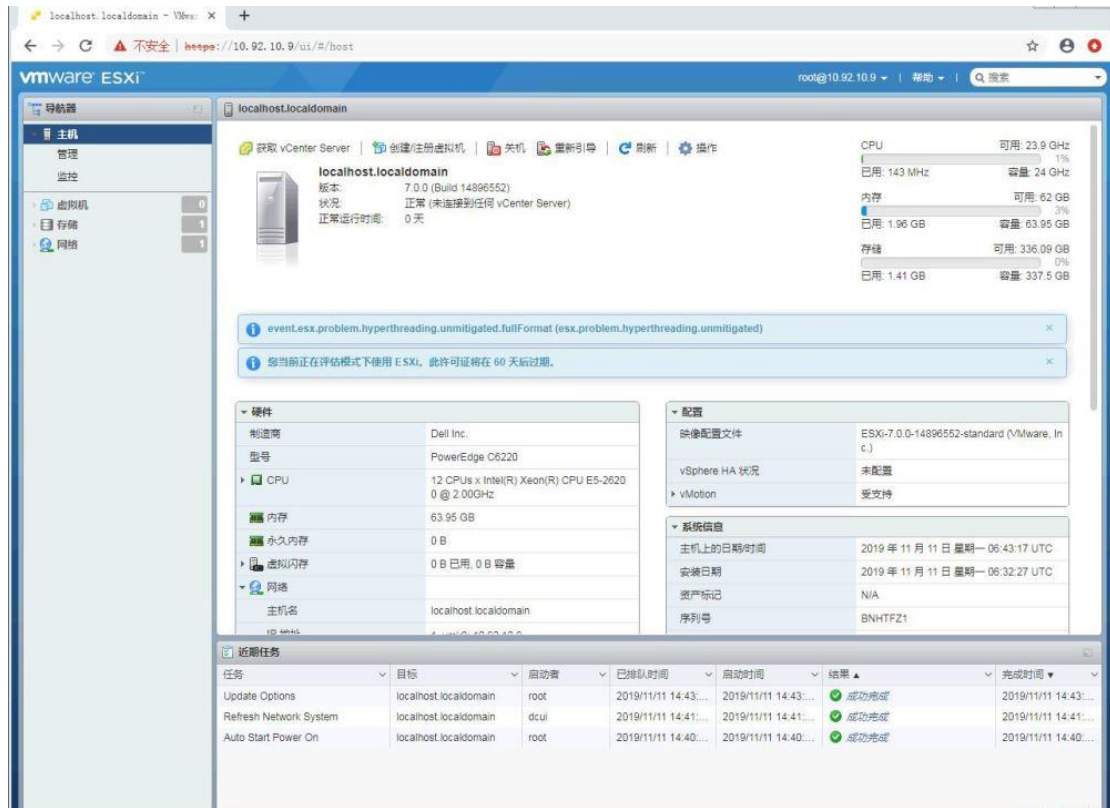 localhost.localdomain - VMwa:
不安全 | https://10.92.10.9/ui/#/host
vmware ESXi
root@10.92.10.9 | 帮助 | 搜索
导航器
主机
管理
监控
虚拟机 0
存储 1
网络 1
localhost.localdomain
获取 vCenter Server | 创建/注册虚拟机 | 关机 重新引导 | 刷新 | 操作
localhost.localdomain
版本: 7.0.0 (Build 14896552)
状况: 正常 (未连接到任何 vCenter Server)
正常运行时间: 0 天
CPU 可用: 23.9 GHz
1%
已用: 143 MHz 容量: 24 GHz
内存 可用: 62 GB
3%
已用: 1.96 GB 容量: 63.95 GB
存储 可用: 336.09 GB
0%
已用: 1.41 GB 容量: 337.5 GB
event.esx.problem.hyperthreading.unmitigated.fullFormat (esx.problem.hyperthreading.unmitigated)
您当前正在评估模式下使用 ESXi。此许可证将在 60 天后过期。
硬件
制造商 Dell Inc.
型号 PowerEdge C6220
CPU 12 CPUs x Intel(R) Xeon(R) CPU E5-2620
0 @ 2.00GHz
内存 63.95 GB
永久内存 0 B
虚拟闪存 0 B 已用, 0 B 容量
网络
主机名 localhost.localdomain
配置
映像配置文件 ESXi-7.0.0-14896552-standard (VMware, In
c.)
vSphere HA 状况 未配置
vMotion 受支持
系统信息
主机上的日期/时间 2019 年 11 月 11 日 星期一 06:43:17 UTC
安装日期 2019 年 11 月 11 日 星期一 06:32:27 UTC
资产标记 N/A
序列号 BNHTFZ1
近期任务
任务 目标 启动者 已排队时间 启动时间 结果 ▲ 完成时间 ▼
Update Options localhost.localdomain root 2019/11/11 14:43:... 2019/11/11 14:43:... 成功完成 2019/11/11 14:43:...
Refresh Network System localhost.localdomain dcui 2019/11/11 14:41:... 2019/11/11 14:41:... 成功完成 2019/11/11 14:41:...
Auto Start Power On localhost.localdomain root 2019/11/11 14:40:... 2019/11/11 14:40:... 成功完成 2019/11/11 14:40:...